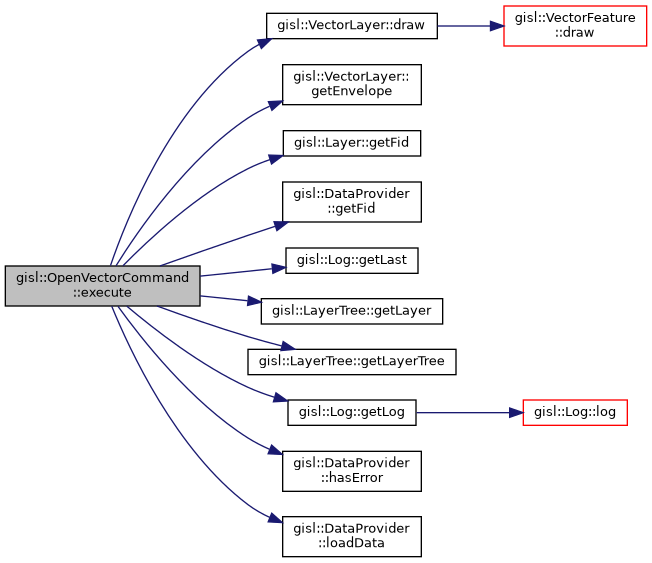 gisl::OpenVectorCommand
::execute
gisl::VectorLayer::draw
gisl::VectorFeature
::draw
gisl::VectorLayer::
getEnvelope
gisl::Layer::getFid
gisl::DataProvider
::getFid
gisl::Log::getLast
gisl::LayerTree::getLayer
gisl::LayerTree::getLayerTree
gisl::Log::getLog
gisl::Log::log
gisl::DataProvider
::hasError
gisl::DataProvider
::loadData